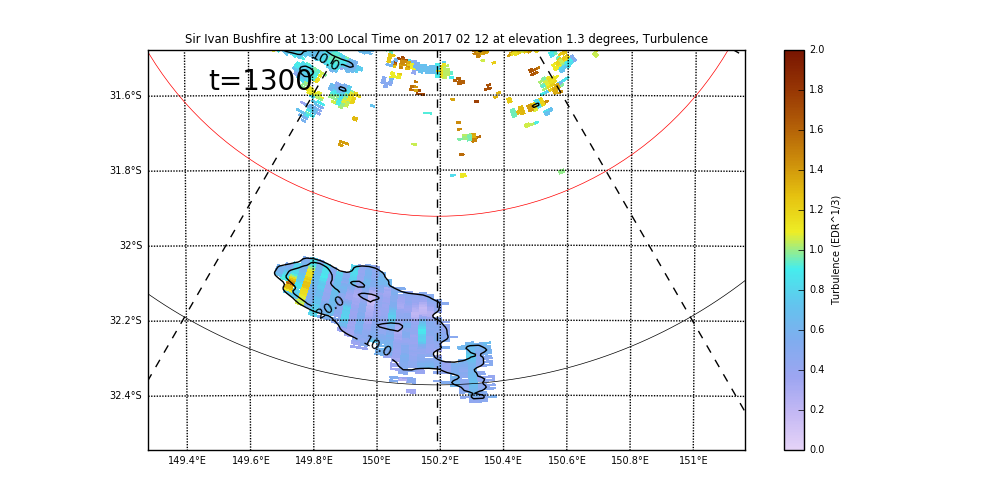 Sir Ivan Bushfire at 13:00 Local Time on 2017 02 12 at elevation 1.3 degrees, Turbulence
t=1300
10.0
20.0
10.0
31.6°S
31.8°S
32°S
32.2°S
32.4°S
149.4°E 149.6°E 149.8°E 150°E 150.2°E 150.4°E 150.6°E 150.8°E 151°E
2.0
1.8
1.6
1.4
1.2
1.0
0.8
0.6
0.4
0.2
0.0
Turbulence (EDR^1/3)